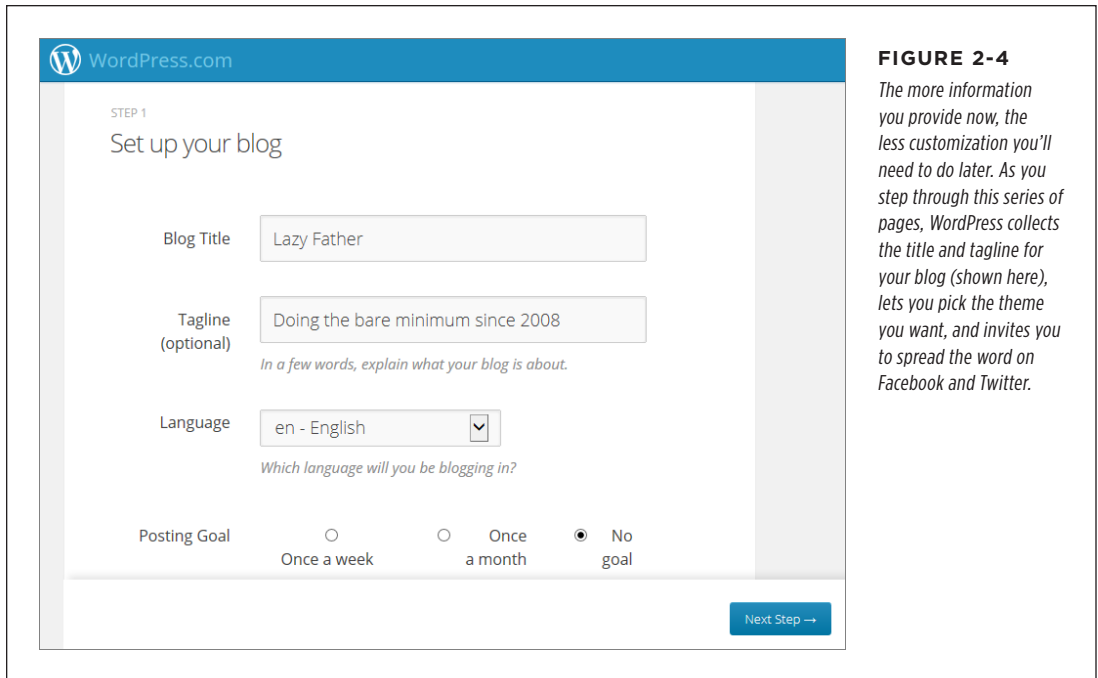 WordPress.com
STEP 1
Set up your blog
Blog Title
Lazy Father
Tagline
(optional)
Doing the bare minimum since 2008
In a few words, explain what your blog is about.
Language
en - English
Which language will you be blogging in?
Posting Goal
Once a week
Once
a month
No
goal
Next Step →
FIGURE 2-4
The more information
you provide now, the
less customization you'll
need to do later. As you
step through this series of
pages, WordPress collects
the title and tagline for
your blog (shown here),
lets you pick the theme
you want, and invites you
to spread the word on
Facebook and Twitter.